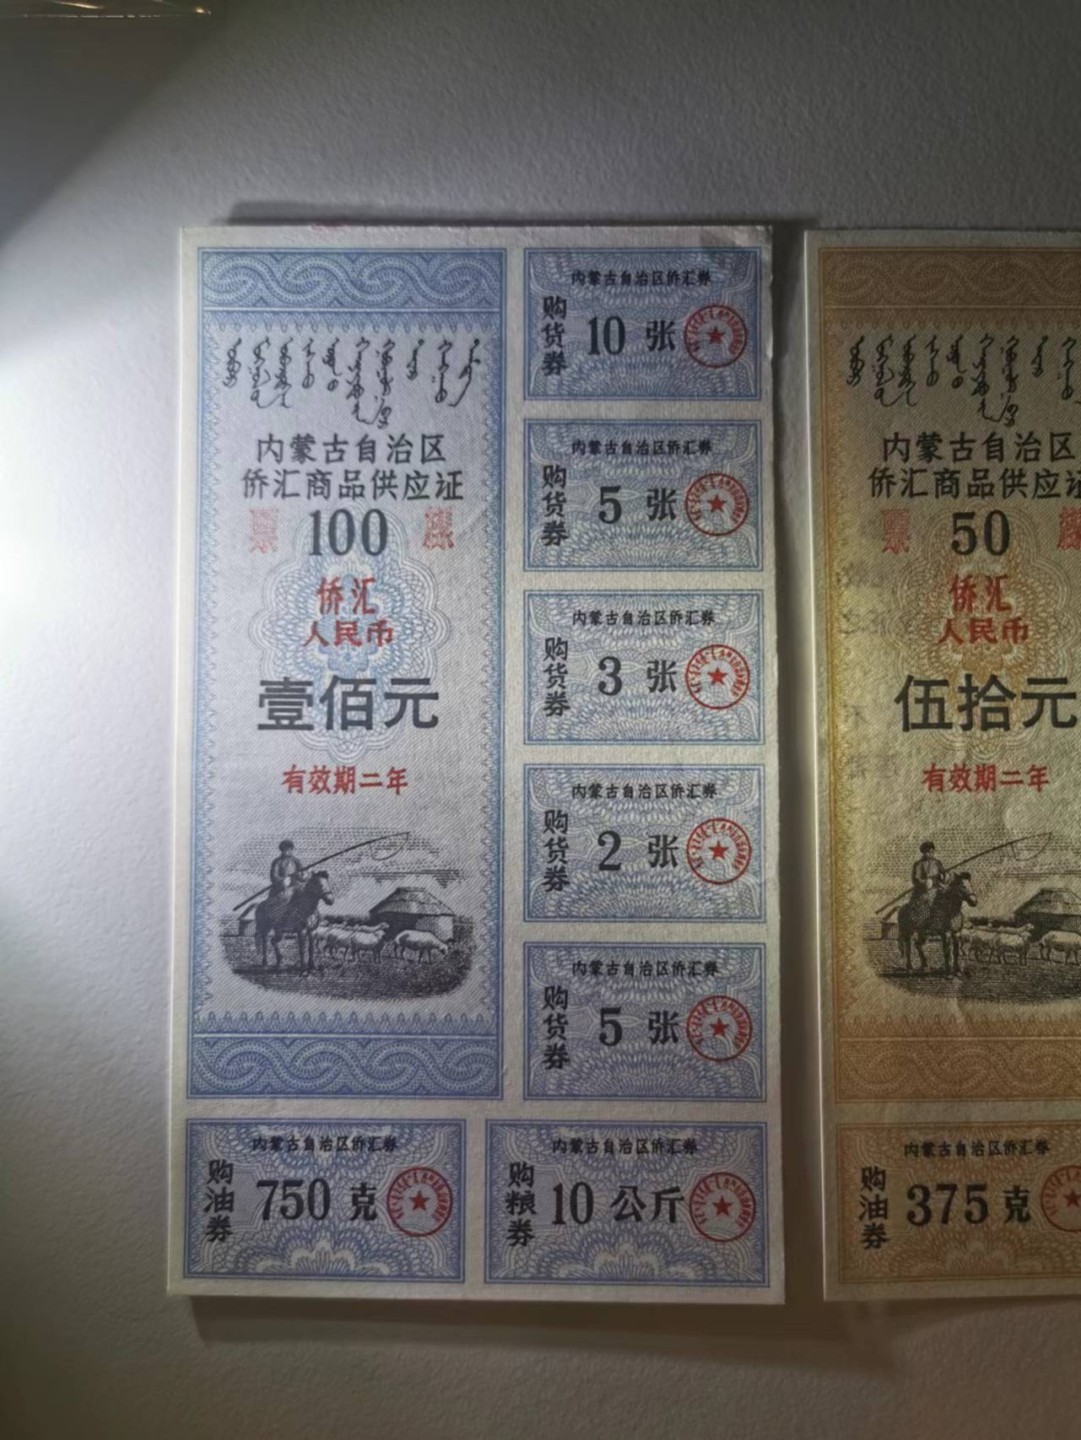 内蒙古自治区
侨汇商品供应证
票 100 樣
侨汇
人民币
壹佰元
有效期二年
内蒙古自治区侨汇券
购货券
10 张
内蒙古自治区侨汇券
购货券
5 张
内蒙古自治区侨汇券
购货券
3 张
内蒙古自治区侨汇券
购货券
2 张
内蒙古自治区侨汇券
购货券
5 张
内蒙古自治区侨汇券
购油券
750 克
内蒙古自治区侨汇券
购粮券
10 公斤
内蒙古自治区
侨汇商品供应证
票 50 樣
侨汇
人民币
伍拾元
有效期二年
内蒙古自治区侨汇券
购油券
375 克